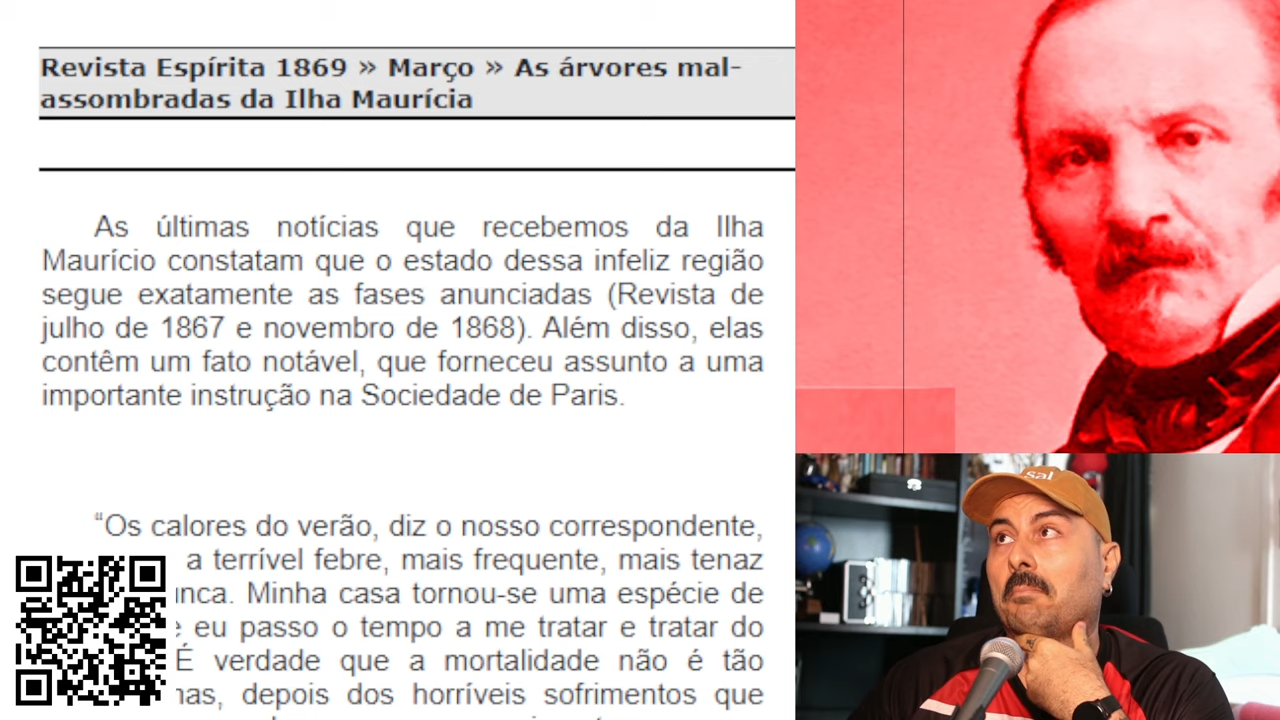 Revista Espírita 1869 » Março » As árvores mal-
assombradas da Ilha Maurícia
As últimas notícias que recebemos da Ilha
Maurício constatam que o estado dessa infeliz região
segue exatamente as fases anunciadas (Revista de
julho de 1867 e novembro de 1868). Além disso, elas
contêm um fato notável, que forneceu assunto a uma
importante instrução na Sociedade de Paris.
“Os calores do verão, diz o nosso correspondente,
a terrível febre, mais frequente, mais tenaz
Minha casa tornou-se uma espécie de
eu passo o tempo a me tratar e tratar do
É verdade que a mortalidade não é tão
depois dos horríveis sofrimentos que
sal